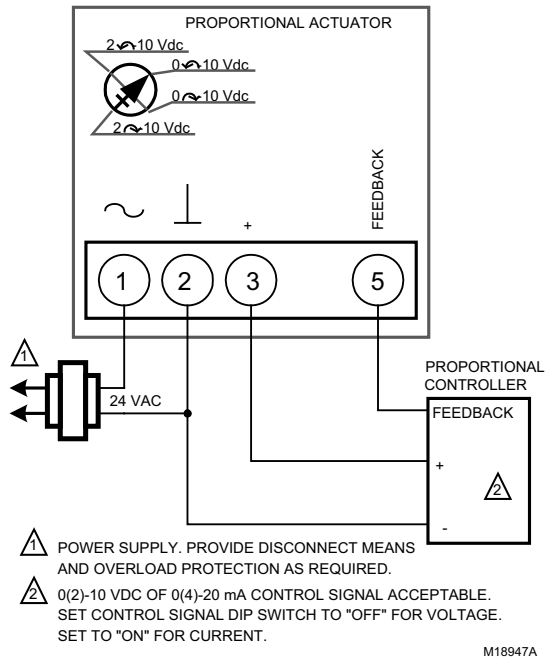 PROPORTIONAL ACTUATOR
2 10 Vdc
0 10 Vdc
0 10 Vdc
2 10 Vdc
FEEDBACK
+
1 2 3 5
1
24 VAC
PROPORTIONAL
CONTROLLER
FEEDBACK
+
2
-
1 POWER SUPPLY. PROVIDE DISCONNECT MEANS
AND OVERLOAD PROTECTION AS REQUIRED.
2 0(2)-10 VDC OF 0(4)-20 mA CONTROL SIGNAL ACCEPTABLE.
SET CONTROL SIGNAL DIP SWITCH TO "OFF" FOR VOLTAGE.
SET TO "ON" FOR CURRENT.
M18947A